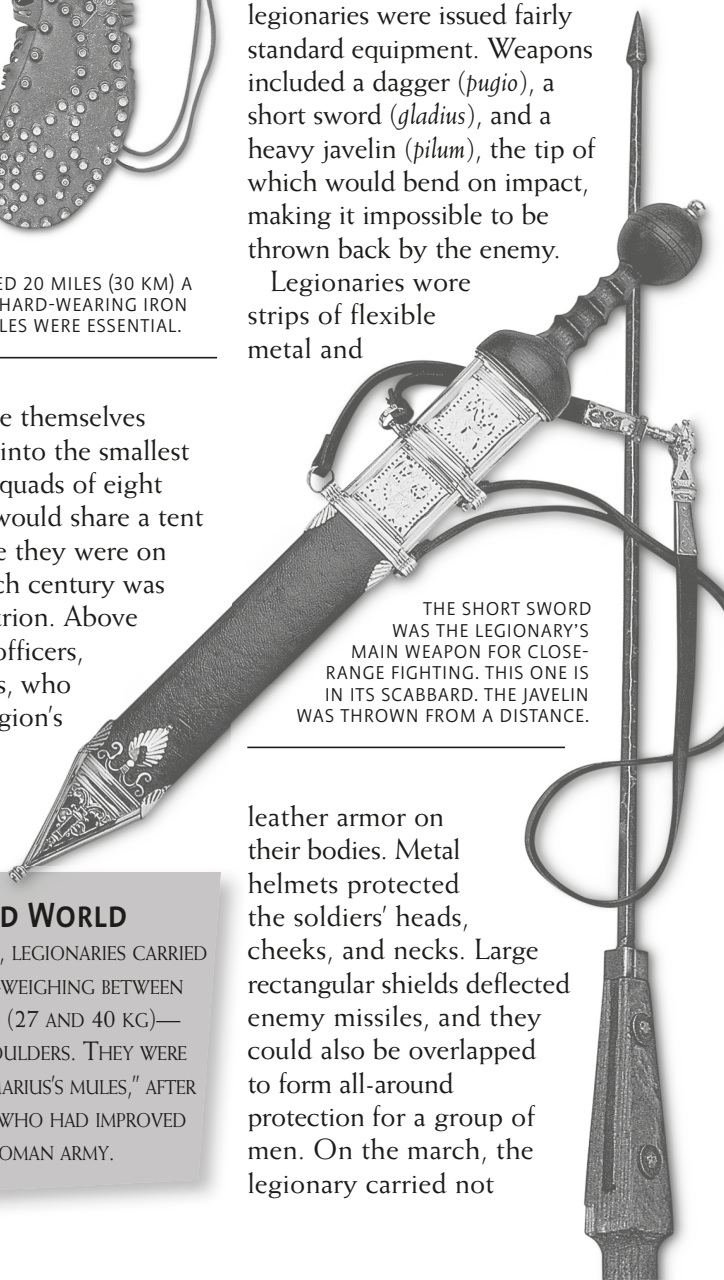 ED 20 MILES (30 KM) A
HARD-WEARING IRON
LES WERE ESSENTIAL.
e themselves
into the smallest
quads of eight
would share a tent
e they were on
ch century was
rion. Above
officers,
s, who
gion's
D WORLD
, LEGIONARIES CARRIED
WEIGHING BETWEEN
(27 AND 40 KG)—
OULDERS. THEY WERE
MARIUS'S MULES," AFTER
WHO HAD IMPROVED
OMAN ARMY.
legionaries were issued fairly
standard equipment. Weapons
included a dagger (pugio), a
short sword (gladius), and a
heavy javelin (pilum), the tip of
which would bend on impact,
making it impossible to be
thrown back by the enemy.
Legionaries wore
strips of flexible
metal and
THE SHORT SWORD
WAS THE LEGIONARY'S
MAIN WEAPON FOR CLOSE-
RANGE FIGHTING. THIS ONE IS
IN ITS SCABBARD. THE JAVELIN
WAS THROWN FROM A DISTANCE.
leather armor on
their bodies. Metal
helmets protected
the soldiers' heads,
cheeks, and necks. Large
rectangular shields deflected
enemy missiles, and they
could also be overlapped
to form all-around
protection for a group of
men. On the march, the
legionary carried not